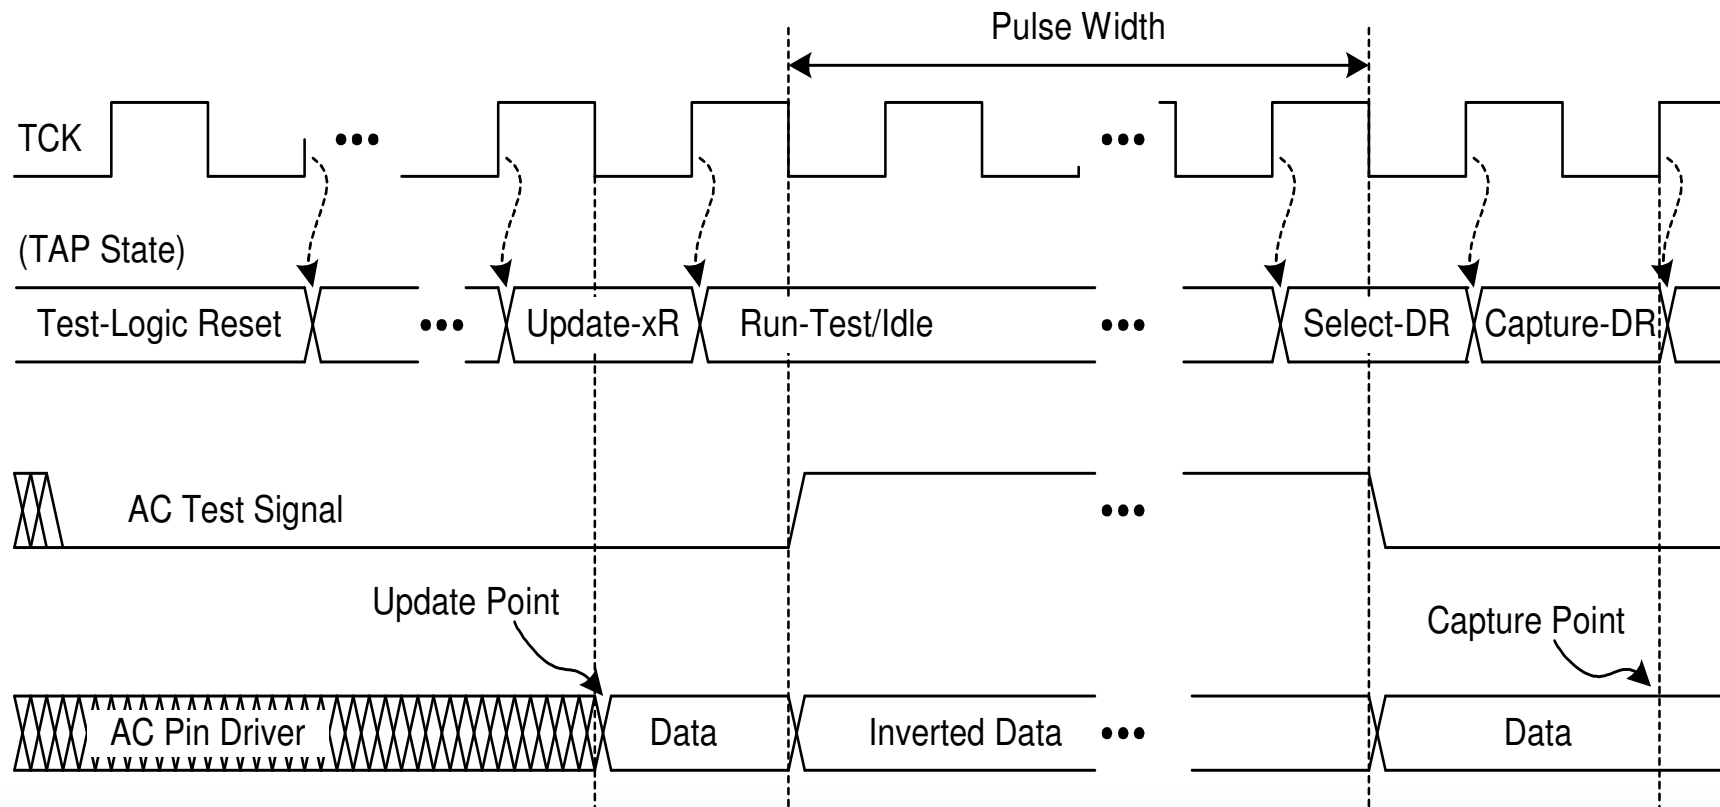 Pulse Width
TCK •••  •••
(TAP State)
Test-Logic Reset ••• Update-xR Run-Test/Idle ••• Select-DR Capture-DR
AC Test Signal •••
Update Point
Capture Point
AC Pin Driver Data Inverted Data ••• Data